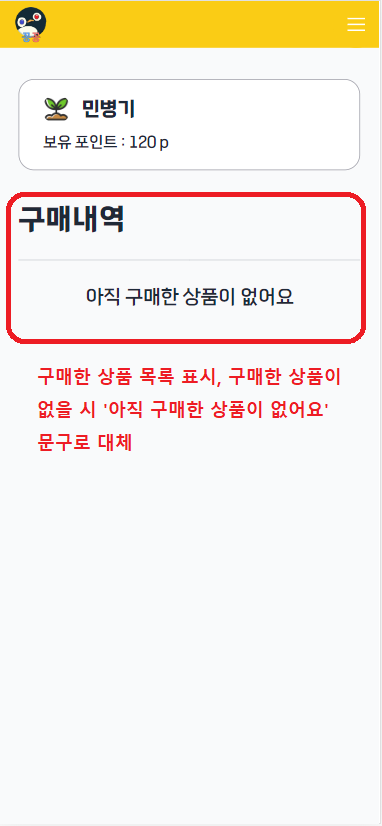 민병기
보유 포인트 : 120 p
구매내역
아직 구매한 상품이 없어요
구매한 상품 목록 표시, 구매한 상품이
없을 시 '아직 구매한 상품이 없어요'
문구로 대체